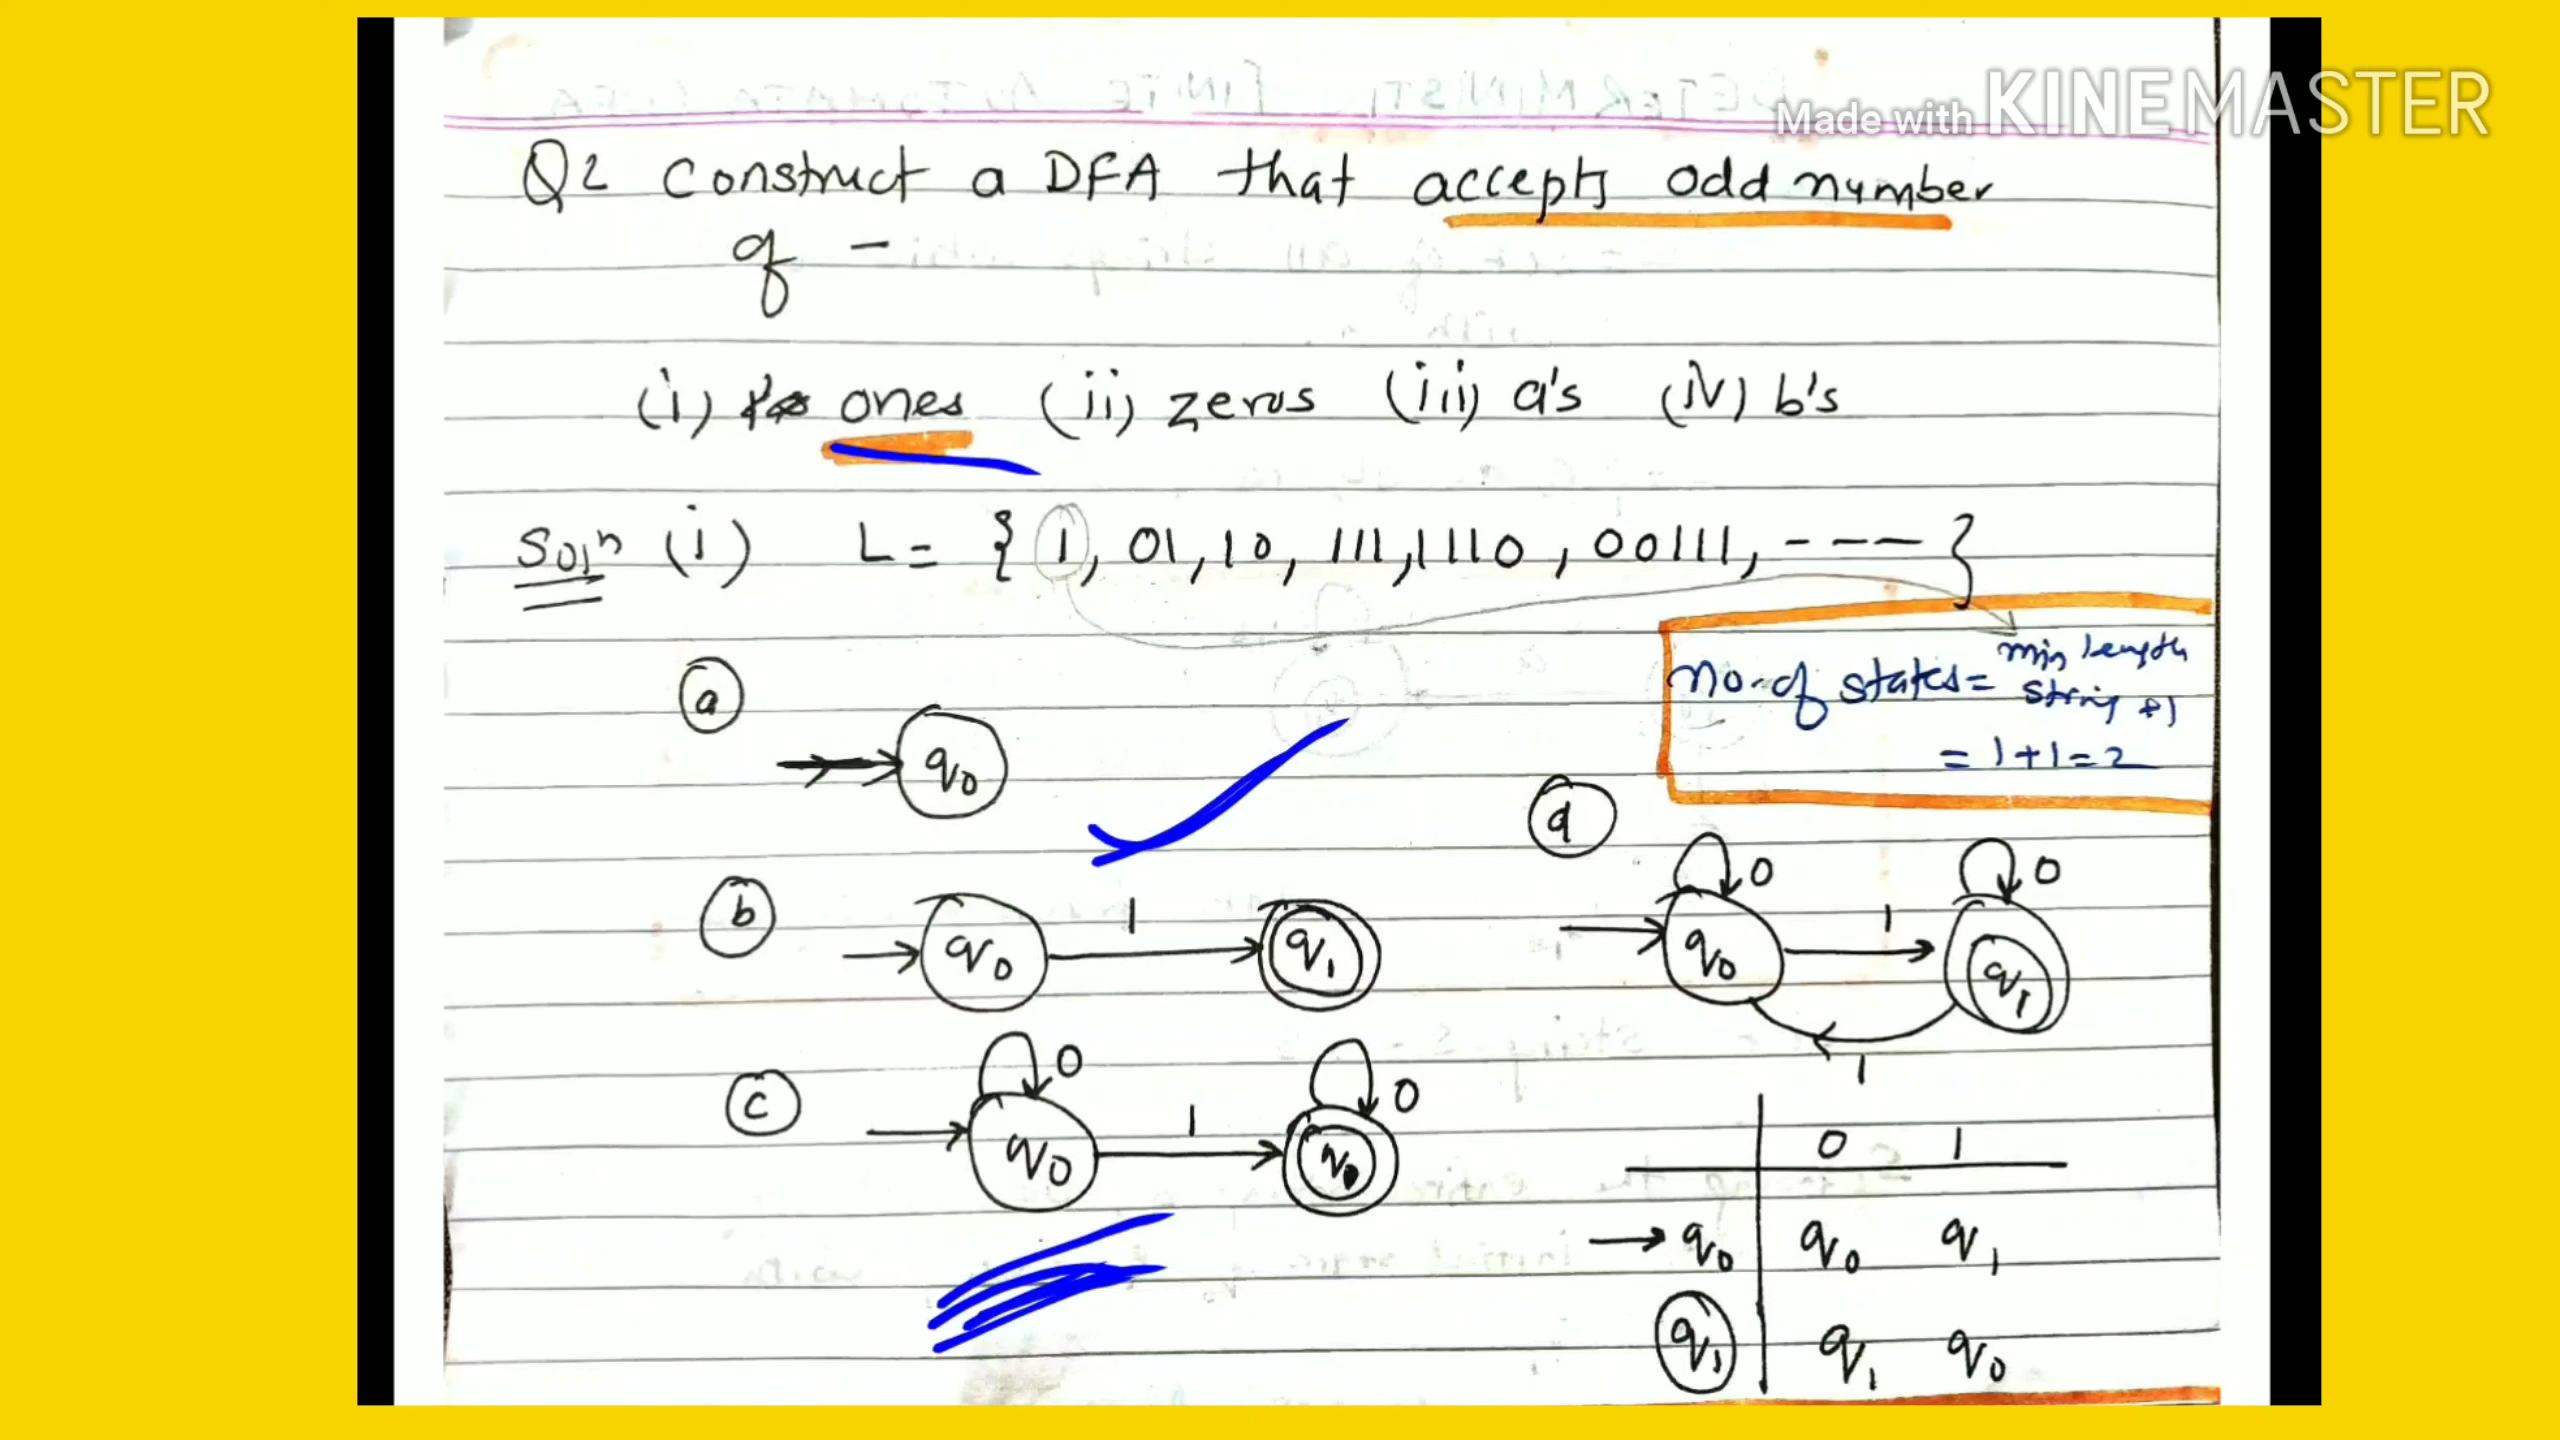 Made with KINEMASTER
Q2 Construct a DFA that accepts odd number
of -
(i) ones (ii) zeros (iii) a's (iv) b's
Soln (i) L = { 1, 01, 10, 111, 1110, 00111, ---- }
no. of states = min length string + 1
= 1+1=2
a
q0
b
q0 1 q1
c
0 0
q0 1
d
0 0
q0 1 q1
1
0 1
→ q0 q0 q1
q1 q1 q0